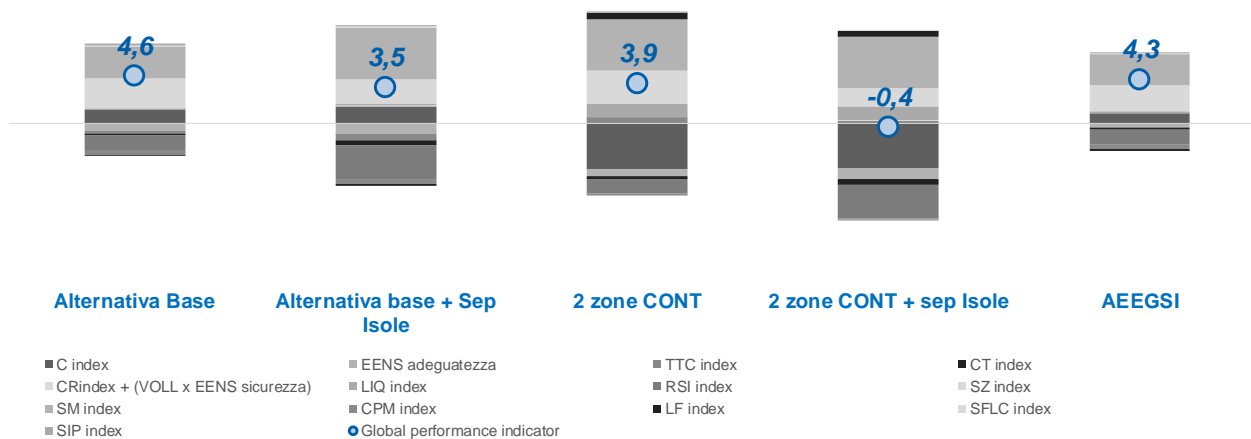 4,6
3,5
3,9
-0,4
4,3
Alternativa Base
Alternativa base + Sep
Isole
2 zone CONT
2 zone CONT + sep Isole
AEEGSI
C index
EENS adeguatezza
TTC index
CT index
CRindex + (VOLL x EENS sicurezza)
LIQ index
RSI index
SZ index
SM index
CPM index
LF index
SFLC index
SIP index
Global performance indicator